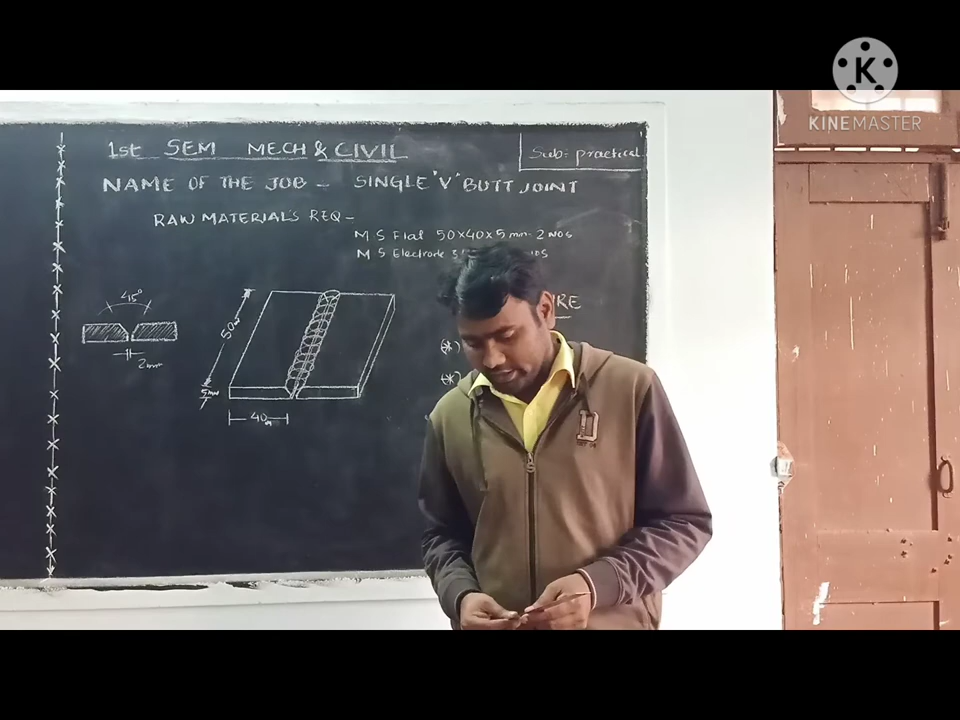 K
KINEMASTER
1st SEM MECH & CIVIL
Sub: practical
NAME OF THE JOB - SINGLE "V" BUTT JOINT
RAW MATERIAL'S REQ -
M S Flat 50×40×5 mm - 2 NOS
M S Electrode
45°
2mm
50
5mm
40
(*)
(*)
D